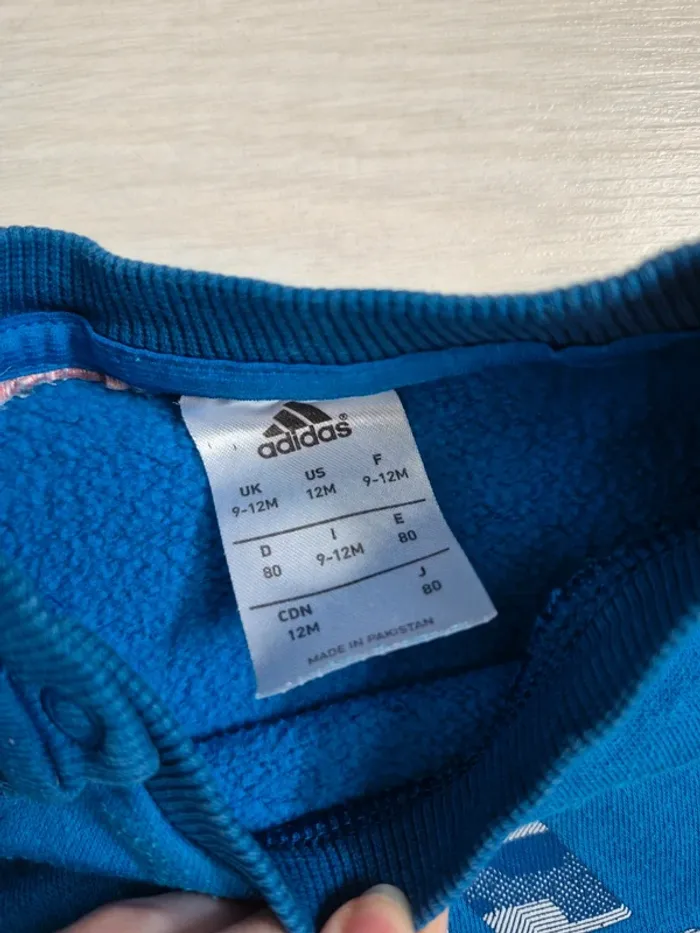 adidas®
UK US F
9-12M 12M 9-12M
D I E
80 9-12M 80
CDN J
12M 80
MADE IN PAKISTAN